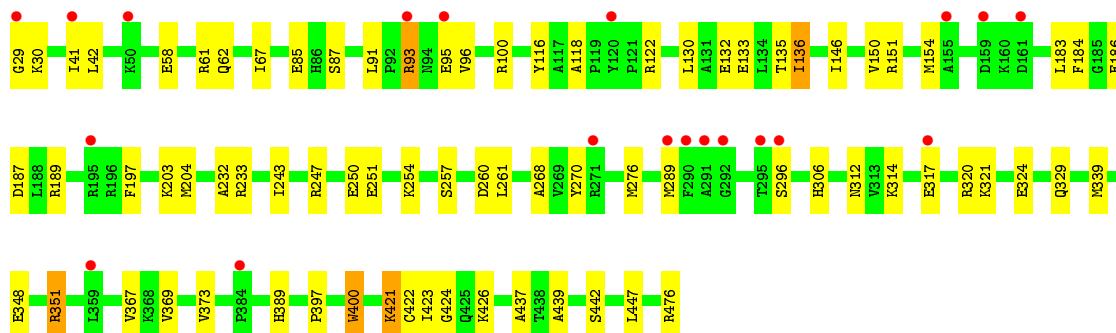 G29 K30 I41 L42 K50 E58 R61 Q62 I67 E85 H86 S87 L91 P92 R93 N94 E95 V96 R100 Y116 A117 A118 P119 Y120 P121 R122 L130 A131 E132 E133 L134 T135 I136 I146 V150 R151 M154 A155 D159 K160 D161 L183 F184 G185
D187 L188 R189 R195 R196 F197 K203 M204 A232 R233 I243 R247 E250 E251 K254 S257 D260 L261 A268 V269 Y270 R271 M276 M289 F290 A291 G292 T295 S296 H306 N312 V313 K314 E317 R320 K321 E324 Q329 M339
E348 R351 L359 V367 K368 V369 V373 P384 H389 P397 W400 K421 C422 I423 G424 Q425 K426 A437 T438 A439 S442 L447 R476